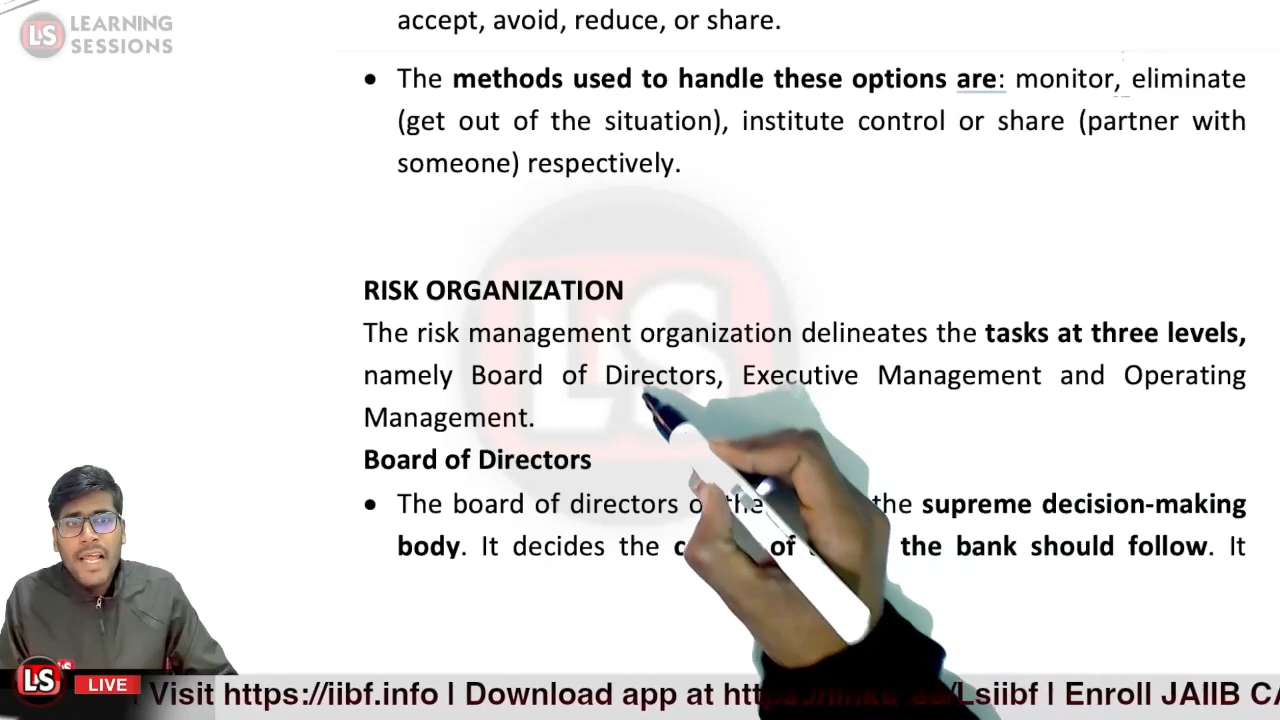 LS LEARNING
SESSIONS
accept, avoid, reduce, or share.
• The methods used to handle these options are: monitor, eliminate
(get out of the situation), institute control or share (partner with
someone) respectively.
RISK ORGANIZATION
The risk management organization delineates the tasks at three levels,
namely Board of Directors, Executive Management and Operating
Management.
Board of Directors
• The board of directors the the supreme decision-making
body. It decides the of the bank should follow. It
LS LIVE Visit https://iibf.info I Download app at I Enroll JAIIB